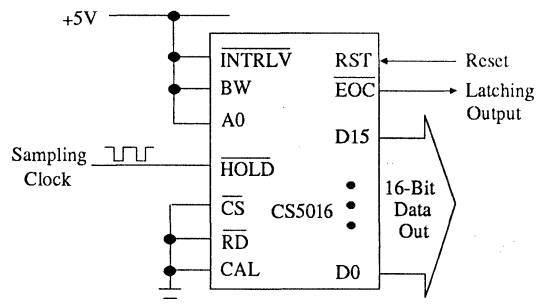 +5V
INTRLV
RST
Reset
BW
EOC
Latching
Output
A0
D15
Sampling
Clock
HOLD
16-Bit
Data
Out
CS
CS5016
RD
CAL
D0